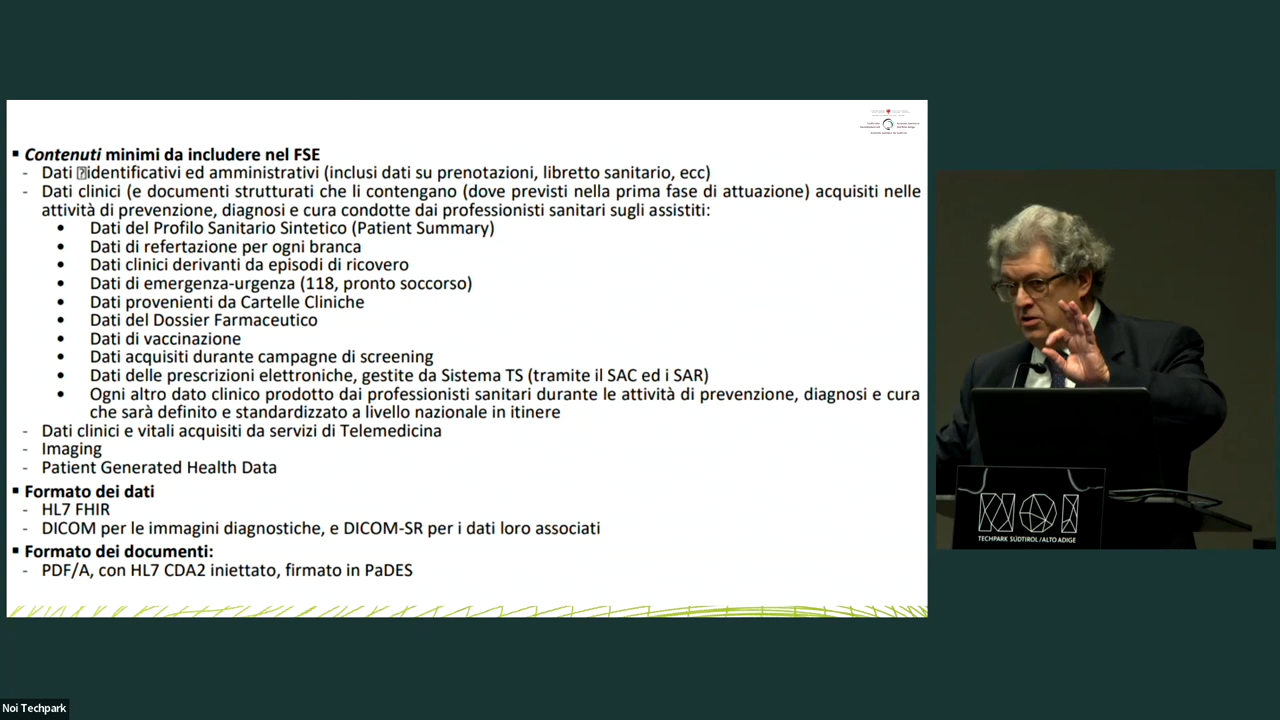 ▪ Contenuti minimi da includere nel FSE
- Dati identificativi ed amministrativi (inclusi dati su prenotazioni, libretto sanitario, ecc)
- Dati clinici (e documenti strutturati che li contengano (dove previsti nella prima fase di attuazione) acquisiti nelle
attività di prevenzione, diagnosi e cura condotte dai professionisti sanitari sugli assistiti:
• Dati del Profilo Sanitario Sintetico (Patient Summary)
• Dati di refertazione per ogni branca
• Dati clinici derivanti da episodi di ricovero
• Dati di emergenza-urgenza (118, pronto soccorso)
• Dati provenienti da Cartelle Cliniche
• Dati del Dossier Farmaceutico
• Dati di vaccinazione
• Dati acquisiti durante campagne di screening
• Dati delle prescrizioni elettroniche, gestite da Sistema TS (tramite il SAC ed i SAR)
• Ogni altro dato clinico prodotto dai professionisti sanitari durante le attività di prevenzione, diagnosi e cura
che sarà definito e standardizzato a livello nazionale in itinere
- Dati clinici e vitali acquisiti da servizi di Telemedicina
- Imaging
- Patient Generated Health Data
▪ Formato dei dati
- HL7 FHIR
- DICOM per le immagini diagnostiche, e DICOM-SR per i dati loro associati
▪ Formato dei documenti:
- PDF/A, con HL7 CDA2 iniettato, firmato in PaDES
NOI
TECHPARK SÜDTIROL/ALTO ADIGE
Noi Techpark